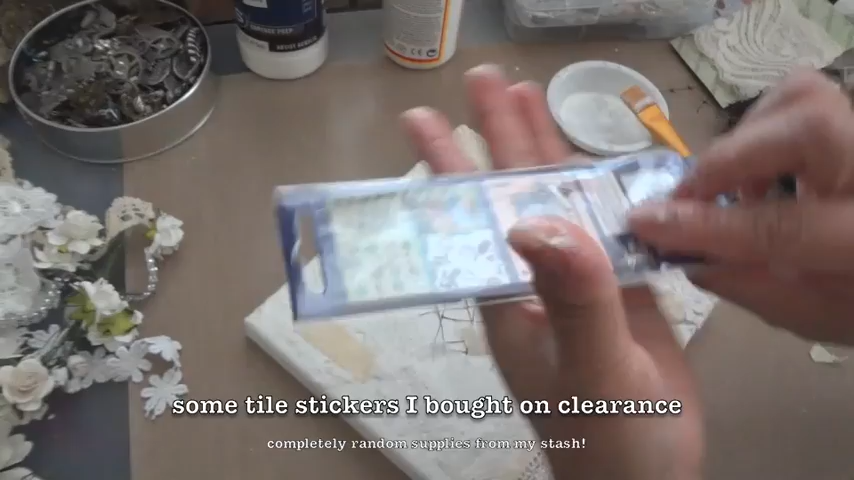 some tile stickers I bought on clearance
completely random supplies from my stash!